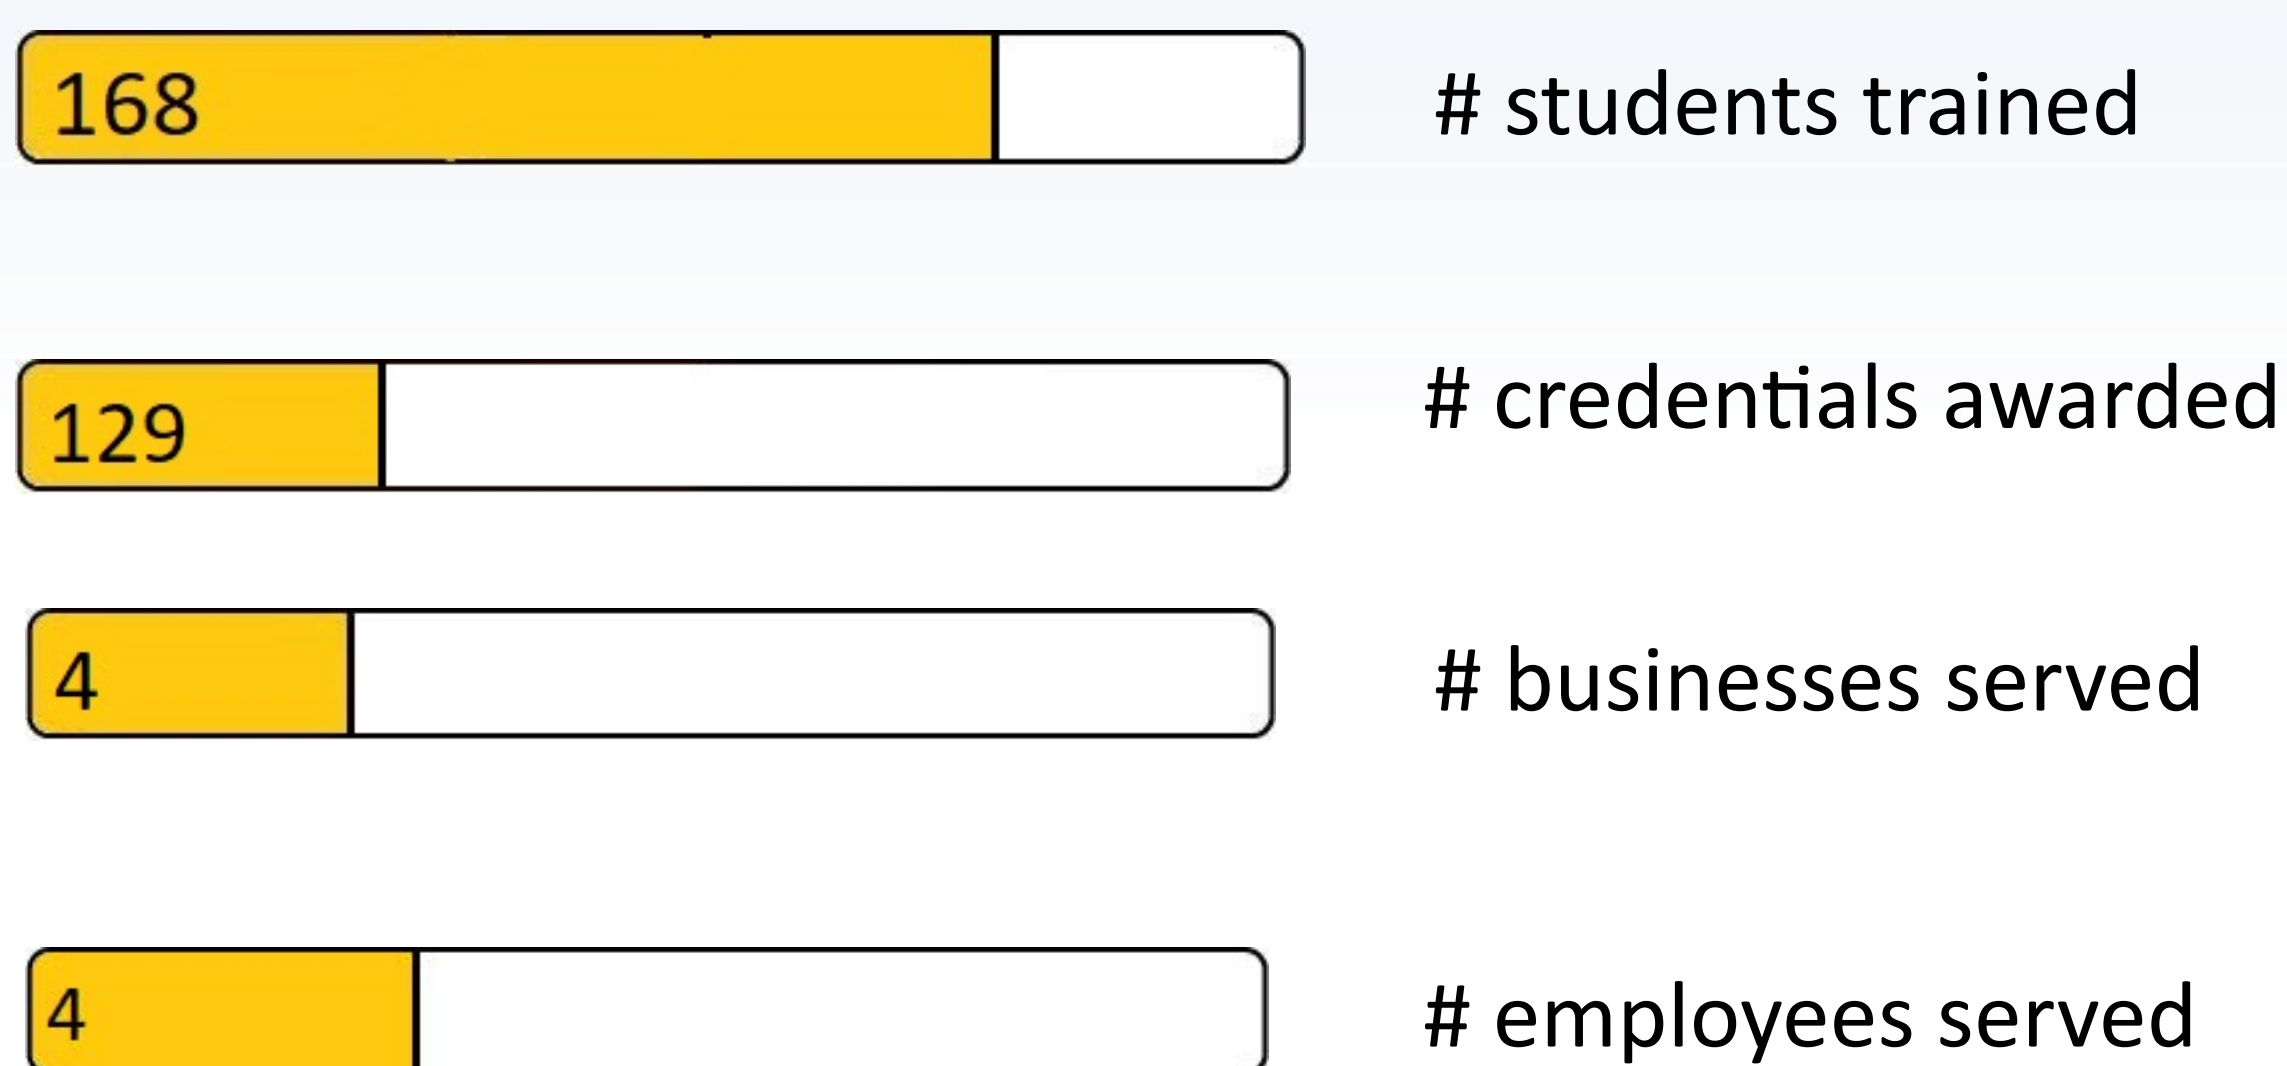 168 # students trained
129 # credentials awarded
4 # businesses served
4 # employees served